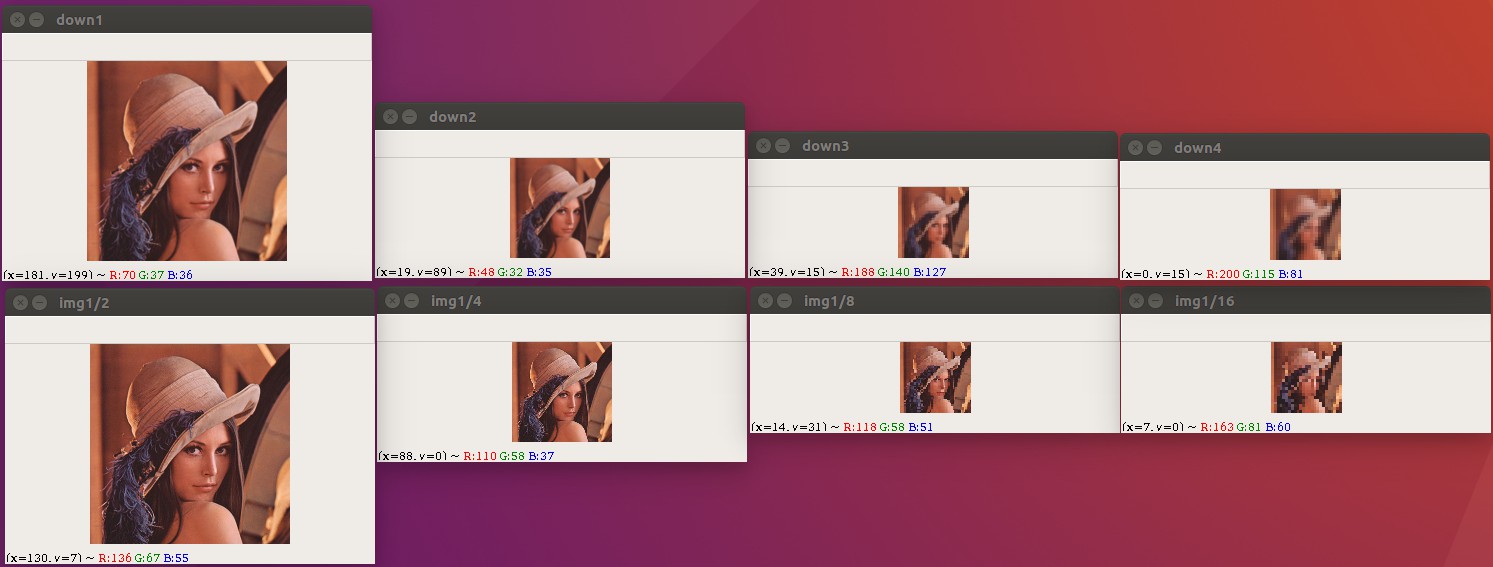 down1
(x=181, y=199) ~ R:70 G:37 B:36
down2
(x=19, y=89) ~ R:48 G:32 B:35
down3
(x=39, y=15) ~ R:188 G:140 B:127
down4
(x=0, y=15) ~ R:200 G:115 B:81
img1/2
(x=130, y=7) ~ R:136 G:67 B:55
img1/4
(x=88, y=0) ~ R:110 G:58 B:37
img1/8
(x=14, y=31) ~ R:118 G:58 B:51
img1/16
(x=7, y=0) ~ R:163 G:81 B:60